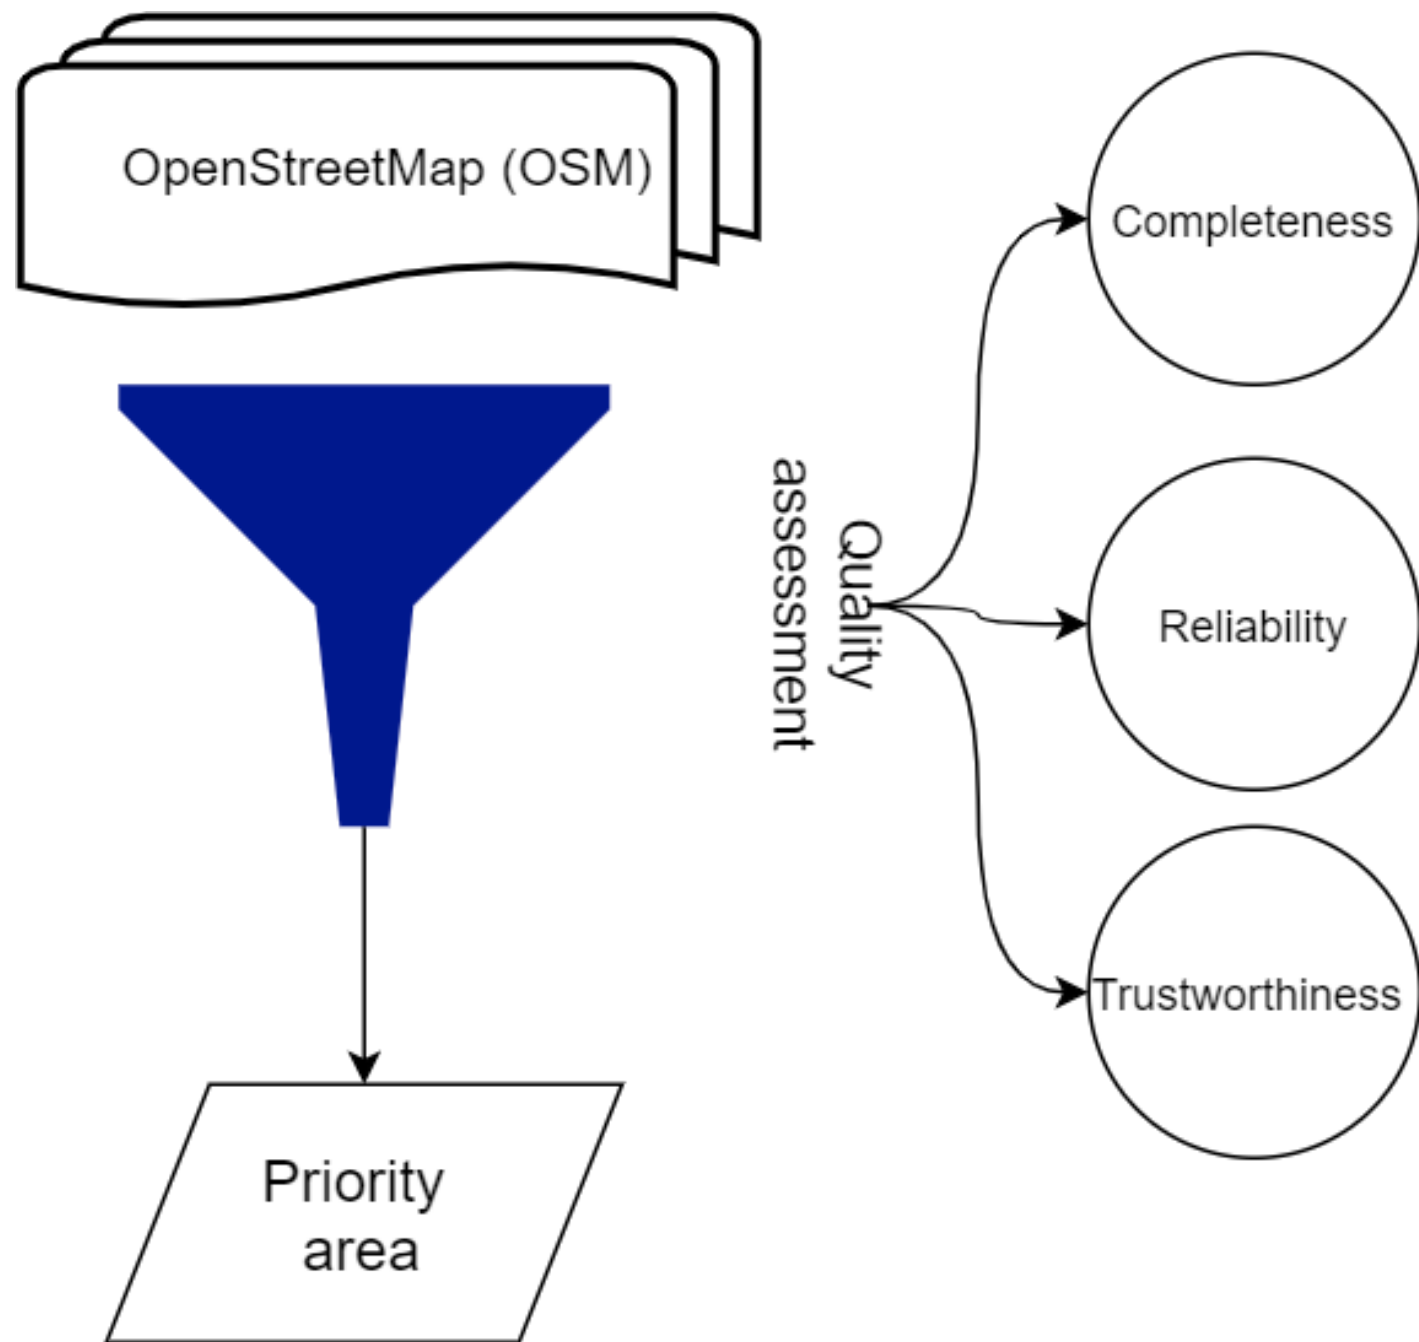 OpenStreetMap (OSM)
Priority
area
Quality
assessment
Completeness
Reliability
Trustworthiness